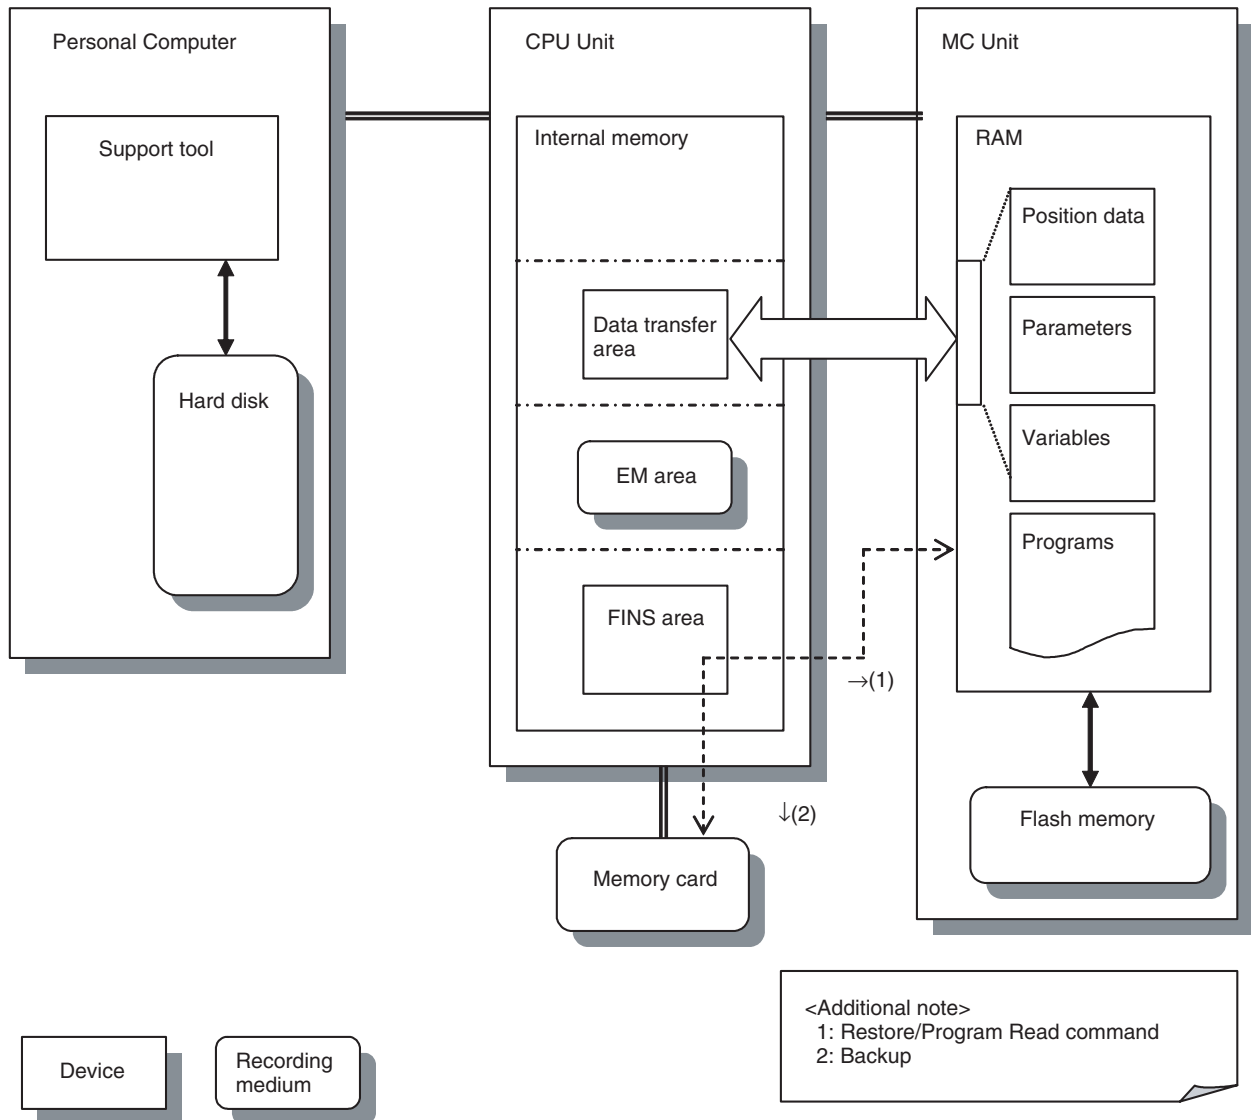 Personal Computer
Support tool
Hard disk
CPU Unit
Internal memory
Data transfer
area
EM area
FINS area
Memory card
MC Unit
RAM
Position data
Parameters
Variables
Programs
Flash memory
→(1)
↓(2)
<Additional note>
1: Restore/Program Read command
2: Backup
Device
Recording
medium